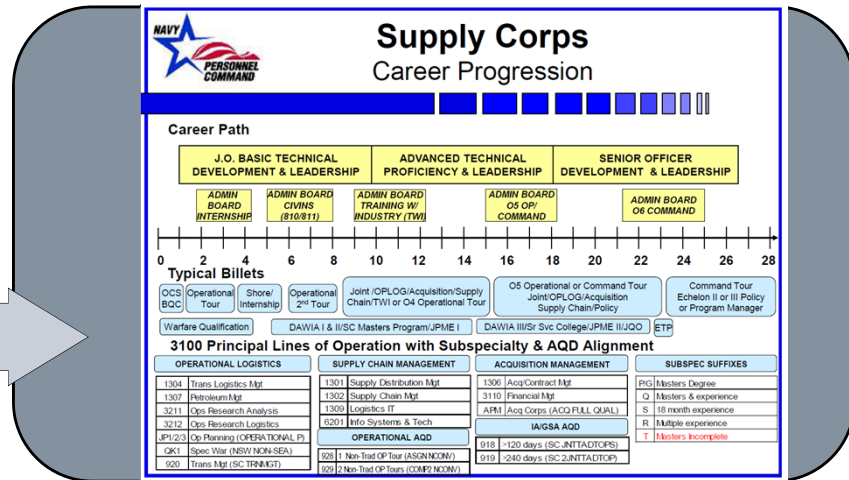 NAVY
PERSONNEL
COMMAND
Supply Corps
Career Progression
Career Path
J.O. BASIC TECHNICAL
DEVELOPMENT & LEADERSHIP
ADVANCED TECHNICAL
PROFICIENCY & LEADERSHIP
SENIOR OFFICER
DEVELOPMENT & LEADERSHIP
ADMIN
BOARD
INTERNSHIP
ADMIN BOARD
CIVINS
(810/811)
ADMIN BOARD
TRAINING W/
INDUSTRY (TWI)
ADMIN BOARD
O5 OP/
COMMAND
ADMIN BOARD
O6 COMMAND
0 2 4 6 8 10 12 14 16 18 20 22 24 26 28
Typical Billets
OCS
BQC
Operational
Tour
Shore/
Internship
Operational
2nd Tour
Joint /OPLOG/Acquisition/Supply
Chain/TWI or O4 Operational Tour
O5 Operational or Command Tour
Joint/OPLOG/Acquisition
Supply Chain/Policy
Command Tour
Echelon II or III Policy
or Program Manager
Warfare Qualification
DAWIA I & II/SC Masters Program/JPME I
DAWIA III/Sr Svc College/JPME II/JQO
ETP
3100 Principal Lines of Operation with Subspecialty & AQD Alignment
OPERATIONAL LOGISTICS
1304 Trans Logistics Mgt
1307 Petroleum Mgt
3211 Ops Research Analysis
3212 Ops Research Logistics
JP1/2/3 Op Planning (OPERATIONAL P)
QK1 Spec War (NSW NON-SEA)
920 Trans Mgt (SC TRNMGT)
SUPPLY CHAIN MANAGEMENT
1301 Supply Distribution Mgt
1302 Supply Chain Mgt
1309 Logistics IT
6201 Info Systems & Tech
OPERATIONAL AQD
928 1 Non-Trad OP Tour (ASGN NCONV)
929 2 Non-Trad OP Tours (COMP2 NCONV)
ACQUISITION MANAGEMENT
1306 Acq/Contract Mgt
3110 Financial Mgt
APM Acq Corps (ACQ FULL QUAL)
IA/GSA AQD
918 >120 days (SC JNTTADTOPS)
919 >240 days (SC 2JNTTADTOP)
SUBSPEC SUFFIXES
P/G Masters Degree
Q Masters & experience
S 18 month experience
R Multiple experience
T Masters Incomplete